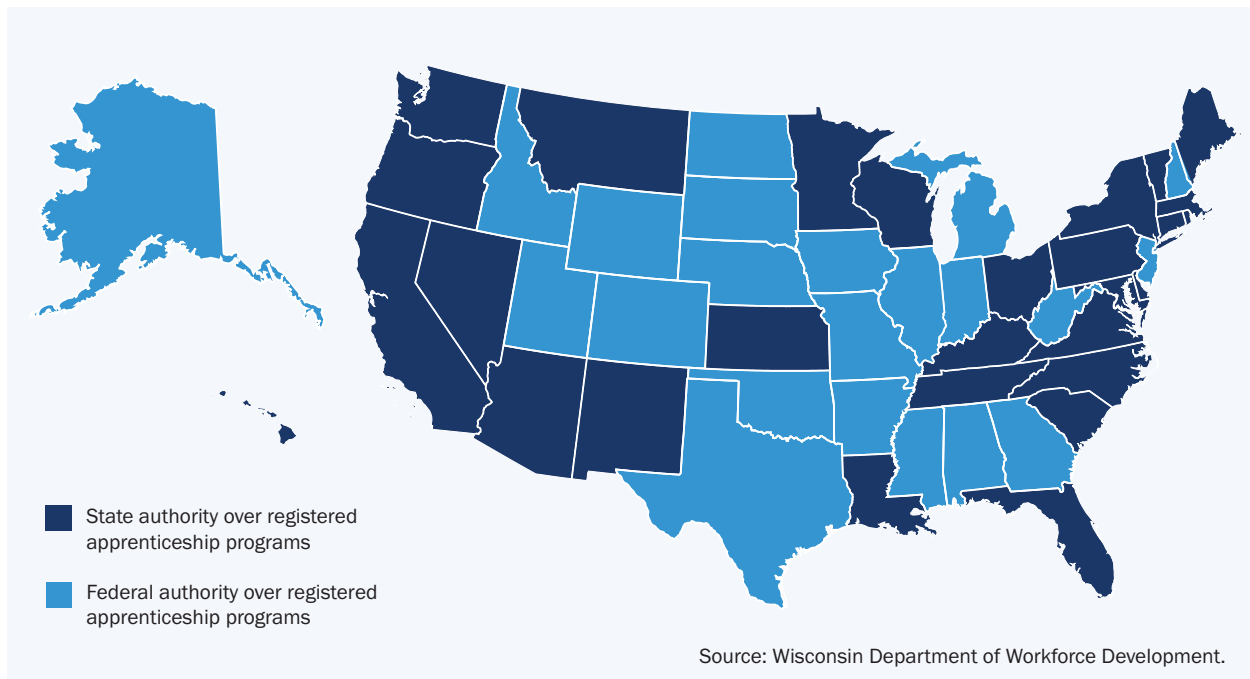 State authority over registered
apprenticeship programs
Federal authority over registered
apprenticeship programs
Source: Wisconsin Department of Workforce Development.